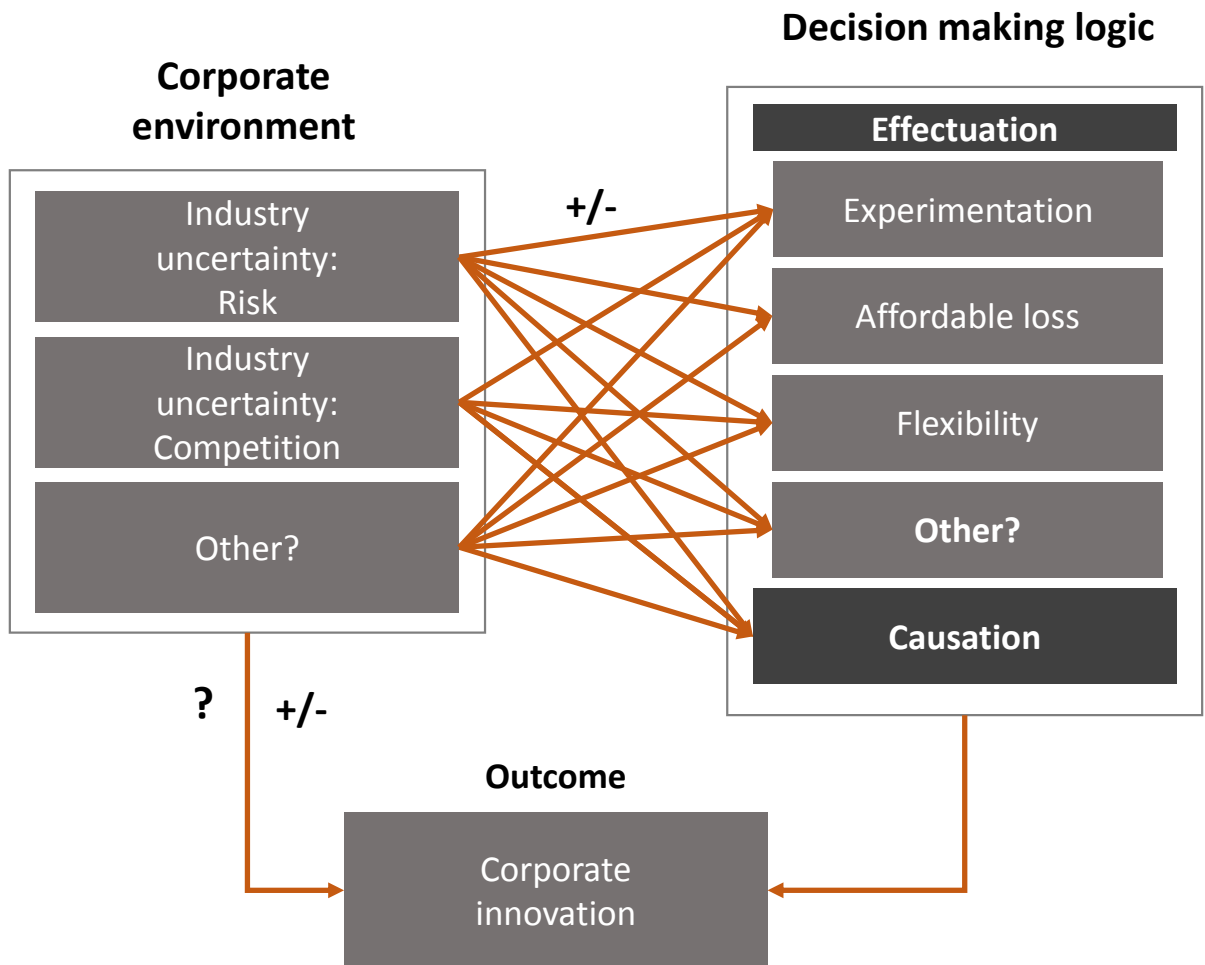 Decision making logic
Corporate
environment
Effectuation
Industry
uncertainty:
Risk
+/-
Experimentation
Affordable loss
Industry
uncertainty:
Competition
Flexibility
Other?
Other?
Causation
?
+/-
Outcome
Corporate
innovation